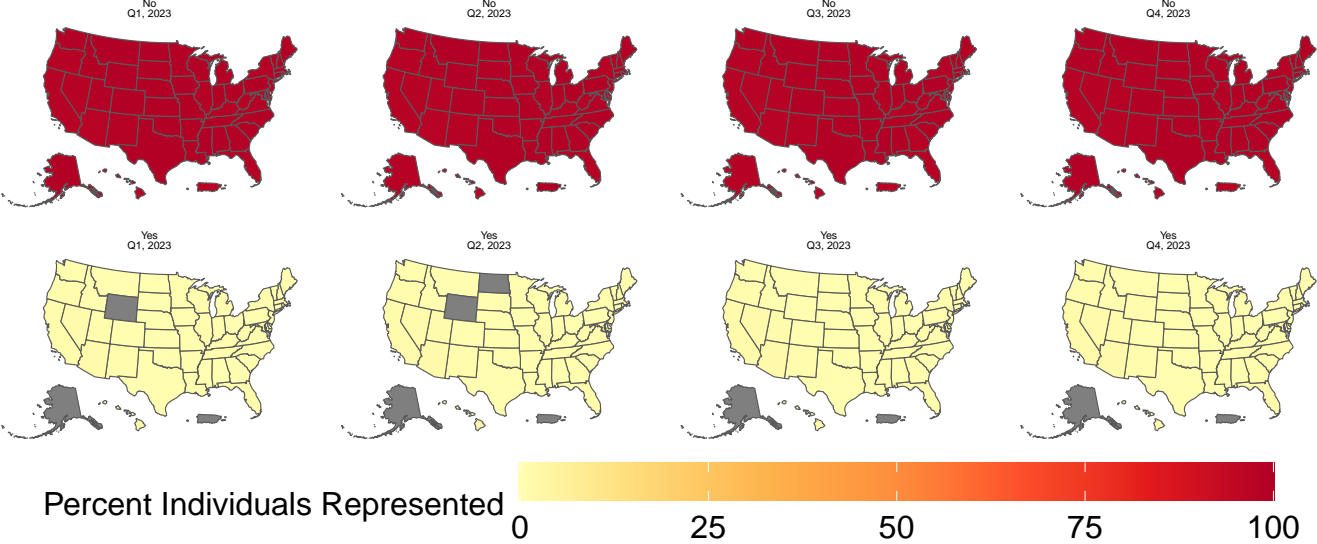 No
Q1, 2023
No
Q2, 2023
No
Q3, 2023
No
Q4, 2023
Yes
Q1, 2023
Yes
Q2, 2023
Yes
Q3, 2023
Yes
Q4, 2023
Percent Individuals Represented
0 25 50 75 100